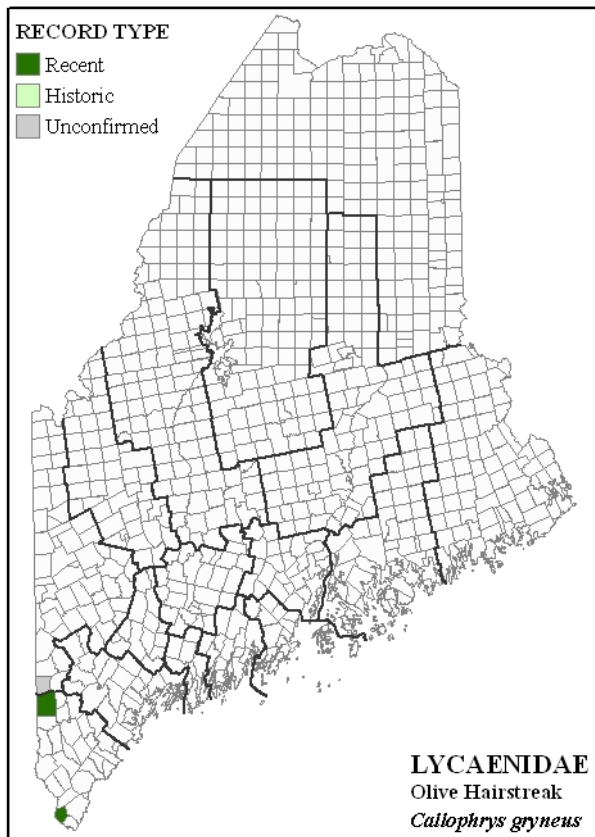 RECORD TYPE
Recent
Historic
Unconfirmed
LYCAENIDAE
Olive Hairstreak
Callophrys gryneus